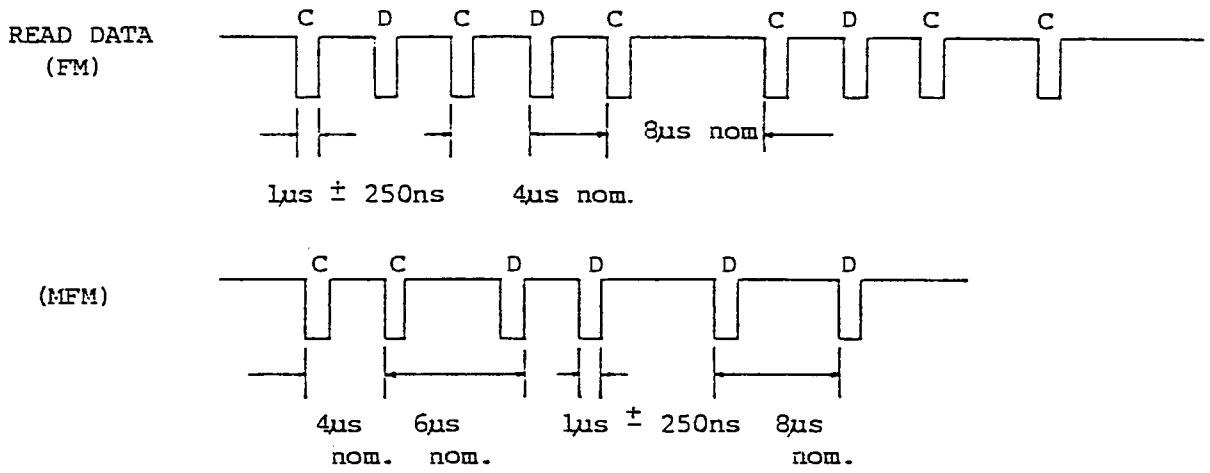 C D C D C C D C C
READ DATA
(FM)
8µs nom
1µs ± 250ns 4µs nom.
C C D D D D
(MFM)
4µs 6µs 1µs ± 250ns 8µs
nom. nom. nom.